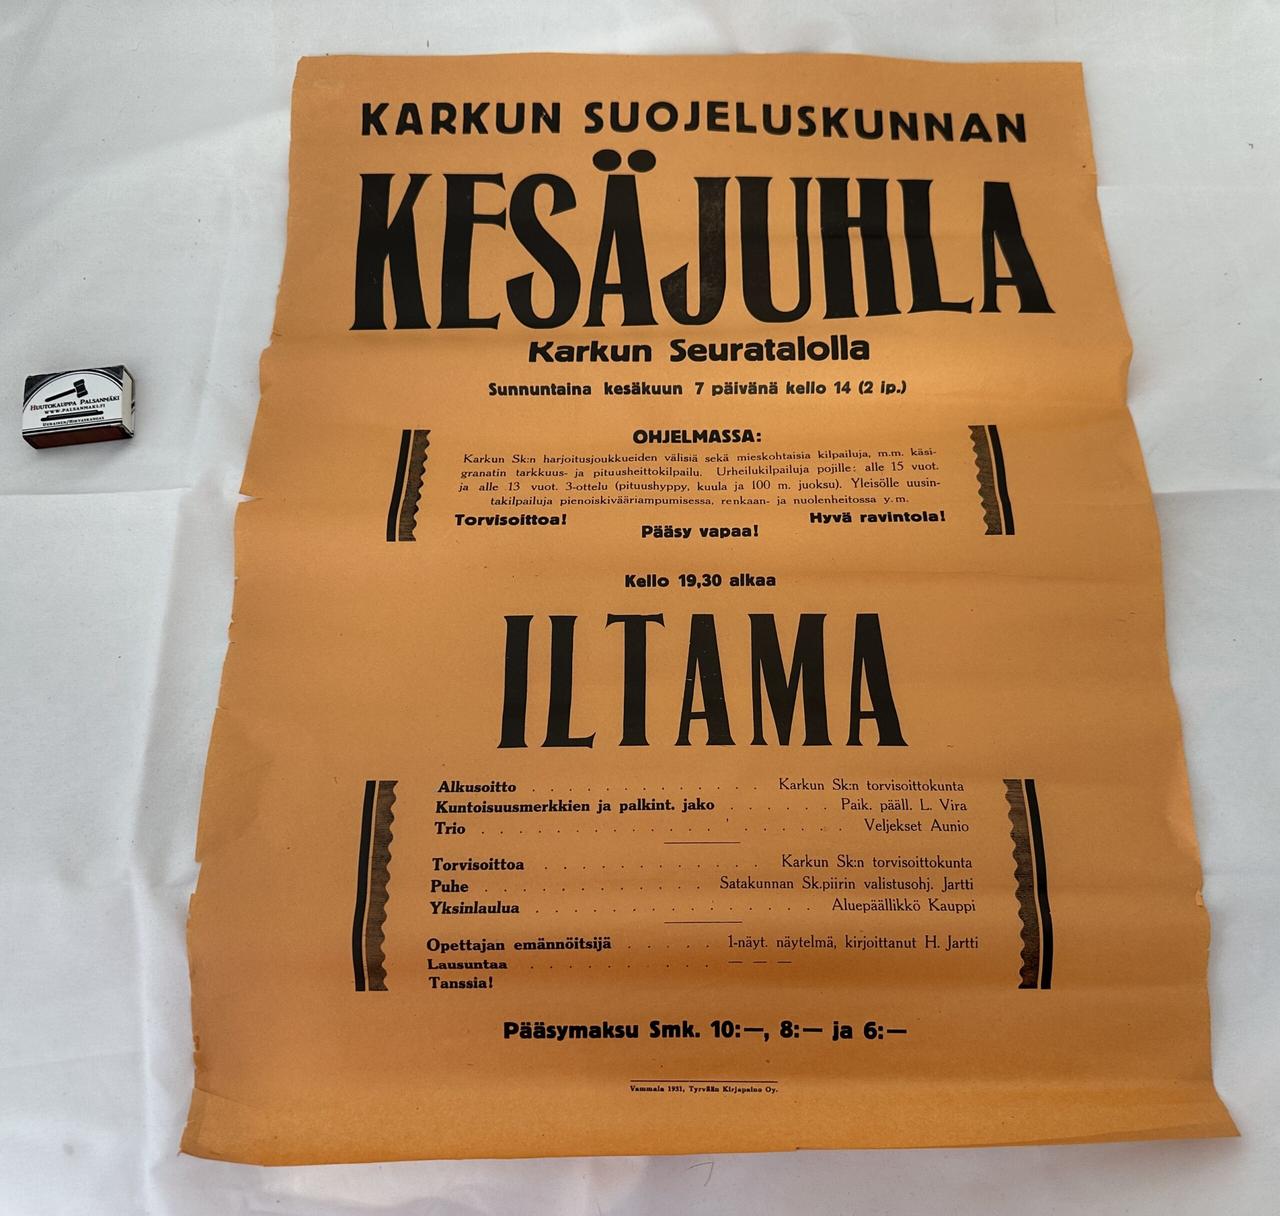 KARKUN SUOJELUSKUNNAN
KESÄJUHLA
Karkun Seuratalolla
Sunnuntaina kesäkuun 7 päivänä kello 14 (2 ip.)
OHJELMASSA:
Karkun Sk:n harjoitusjoukkueiden välisiä sekä mieskohtaisia kilpailuja, m.m. käsi-
granatin tarkkuus- ja pituusheittokilpailu. Urheilukilpailuja pojille: alle 15 vuot.
ja alle 13 vuot. 3-ottelu (pituushyppy, kuula ja 100 m. juoksu). Yleisölle uusin-
takilpailuja pienoiskivääriampumisessa, renkaan- ja nuolenheitossa y.m.
Torvisoittoa! Pääsy vapaa! Hyvä ravintola!
Kello 19,30 alkaa
ILTAMA
Alkusoitto . . . . . . . . . . . . . Karkun Sk:n torvisoittokunta
Kuntoisuusmerkkien ja palkint. jako . . . . . . Paik. pääll. L. Vira
Trio . . . . . . . . . . . . . . . . . . . . Veljekset Aunio
Torvisoittoa . . . . . . . . . . . . . Karkun Sk:n torvisoittokunta
Puhe . . . . . . . . . . . . Satakunnan Sk.piirin valistusohj. Jartti
Yksinlaulua . . . . . . . . . . . . . . . . Aluepäällikkö Kauppi
Opettajan emännöitsijä . . . . . 1-näyt. näytelmä, kirjoittanut H. Jartti
Lausuntaa . . . . . . . . . . . — — —
Tanssia!
Pääsymaksu Smk. 10:—, 8:— ja 6:—
Vammala 1931, Tyrvään Kirjapaino Oy.
HUUTOKAUPPA PALSANMÄKI
WWW.PALSANMAKI.FI
UURAINEN/HIRVASKANGAS